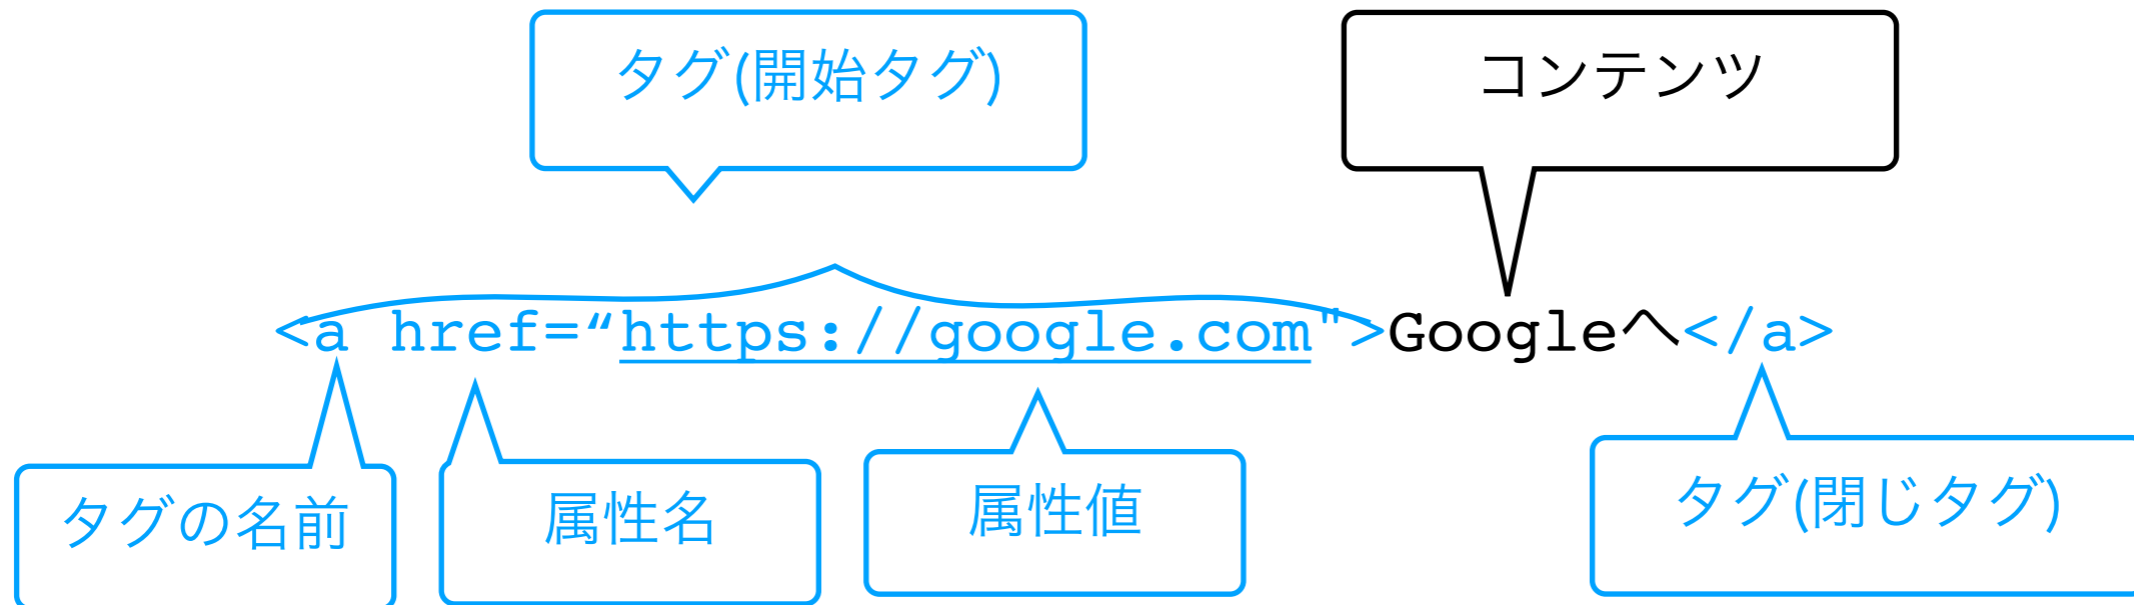 タグ(開始タグ)
コンテンツ
<a href=“https://google.com">Googleへ</a>
タグの名前
属性名
属性値
タグ(閉じタグ)